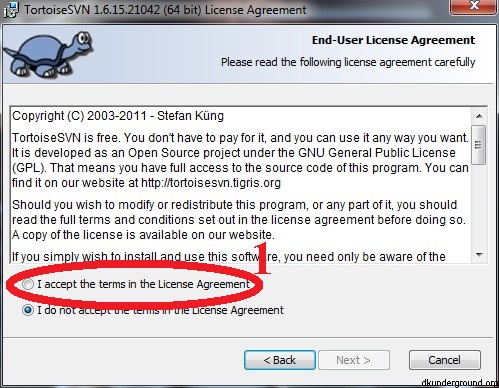 TortoiseSVN 1.6.15.21042 (64 bit) License Agreement
End-User License Agreement
Please read the following license agreement carefully
Copyright (C) 2003-2011 - Stefan Küng
TortoiseSVN is free. You don't have to pay for it, and you can use it any way you want.
It is developed as an Open Source project under the GNU General Public License
(GPL). That means you have full access to the source code of this program. You can
find it on our website at http://tortoisesvn.tigris.org
Should you wish to modify or redistribute this program, or any part of it, you should
read the full terms and conditions set out in the license agreement before doing so.
A copy of the license is available on our website.
If you simply wish to install and use this software, you need only be aware of the
1
I accept the terms in the License Agreement
I do not accept the terms in the License Agreement
< Back Next > Cancel
dkunderground.org